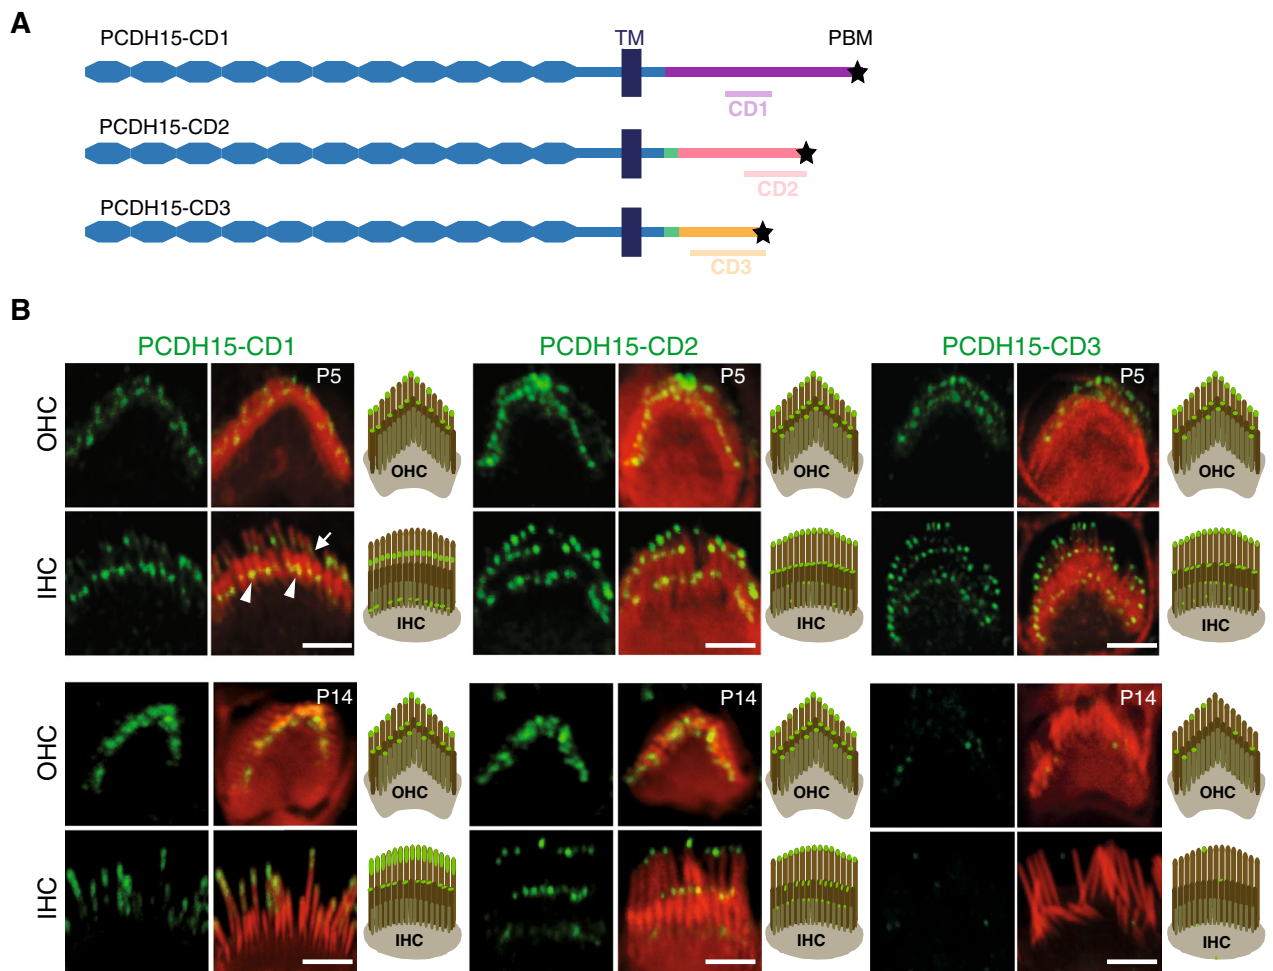 A
PCDH15-CD1
TM
PBM
CD1
PCDH15-CD2
CD2
PCDH15-CD3
CD3
B
PCDH15-CD1
PCDH15-CD2
PCDH15-CD3
OHC
P5
OHC
P5
OHC
P5
OHC
IHC
IHC
IHC
IHC
OHC
P14
OHC
P14
OHC
P14
OHC
IHC
IHC
IHC
IHC